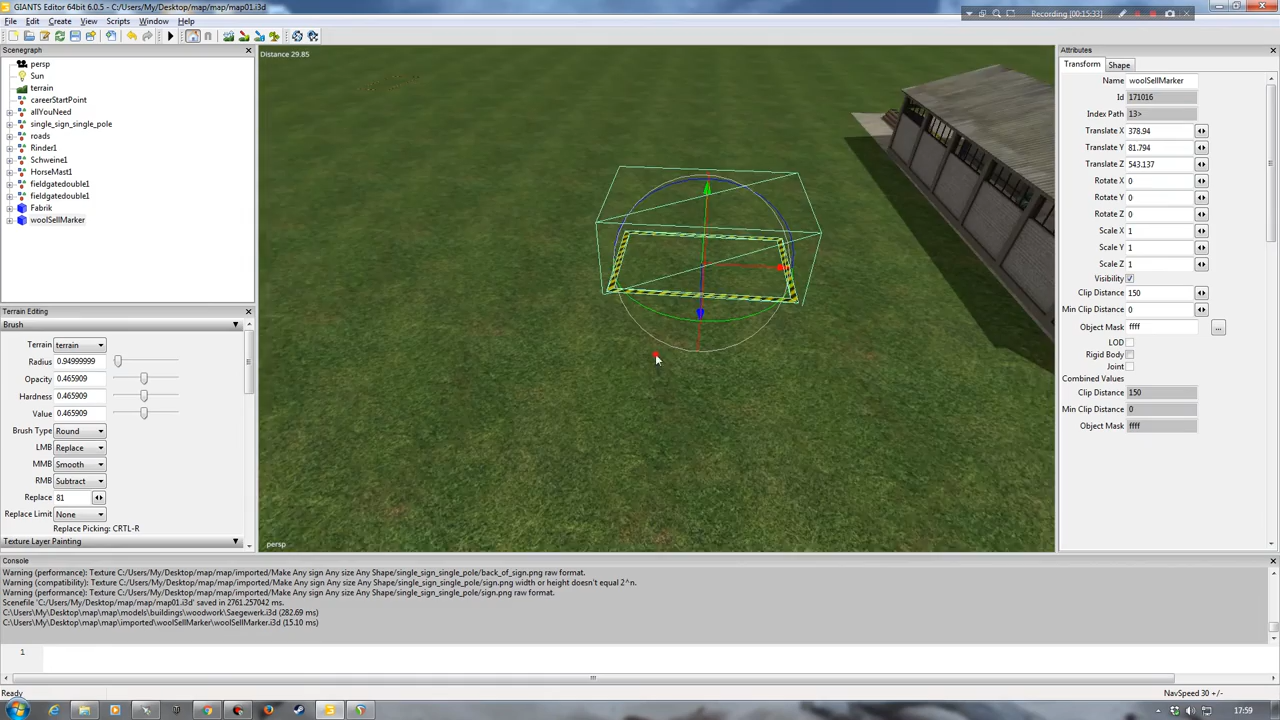 GIANTS Editor 64bit 6.0.5 - C:/Users/My/Desktop/map/map/map01.i3d
Recording [00:15:33]
File Edit Create View Scripts Window Help
Scenegraph
persp
Sun
terrain
careerStartPoint
allYouNeed
single_sign_single_pole
roads
Rinder1
Schweine1
HorseMast1
fieldgatedouble1
fieldgatedouble1
Fabrik
woolSellMarker
Terrain Editing
Brush
Terrain terrain
Radius 0.94999999
Opacity 0.465909
Hardness 0.465909
Value 0.465909
Brush Type Round
LMB Replace
MMB Smooth
RMB Subtract
Replace 81
Replace Limit None
Replace Picking: CRTL-R
Texture Layer Painting
Distance 29.85
persp
Attributes
Transform Shape
Name woolSellMarker
Id 171016
Index Path 13>
Translate X 378.94
Translate Y 81.794
Translate Z 543.137
Rotate X 0
Rotate Y 0
Rotate Z 0
Scale X 1
Scale Y 1
Scale Z 1
Visibility
Clip Distance 150
Min Clip Distance 0
Object Mask ffff ...
LOD
Rigid Body
Joint
Combined Values
Clip Distance 150
Min Clip Distance 0
Object Mask ffff
Console
Warning (performance): Texture C:/Users/My/Desktop/map/map/imported/Make Any sign Any size Any Shape/single_sign_single_pole/back_of_sign.png raw format.
Warning (compatibility): Texture C:/Users/My/Desktop/map/map/imported/Make Any sign Any size Any Shape/single_sign_single_pole/sign.png width or height doesn't equal 2^n.
Warning (performance): Texture C:/Users/My/Desktop/map/map/imported/Make Any sign Any size Any Shape/single_sign_single_pole/sign.png raw format.
Scenefile 'C:/Users/My/Desktop/map/map/map01.i3d' saved in 2761.257042 ms.
C:\Users\My\Desktop\map\map\models\buildings\woodwork\Saegewerk.i3d (282.69 ms)
C:\Users\My\Desktop\map\map\imported\woolSellMarker\woolSellMarker.i3d (15.10 ms)
1
Ready
NavSpeed 30 +/-
17:59